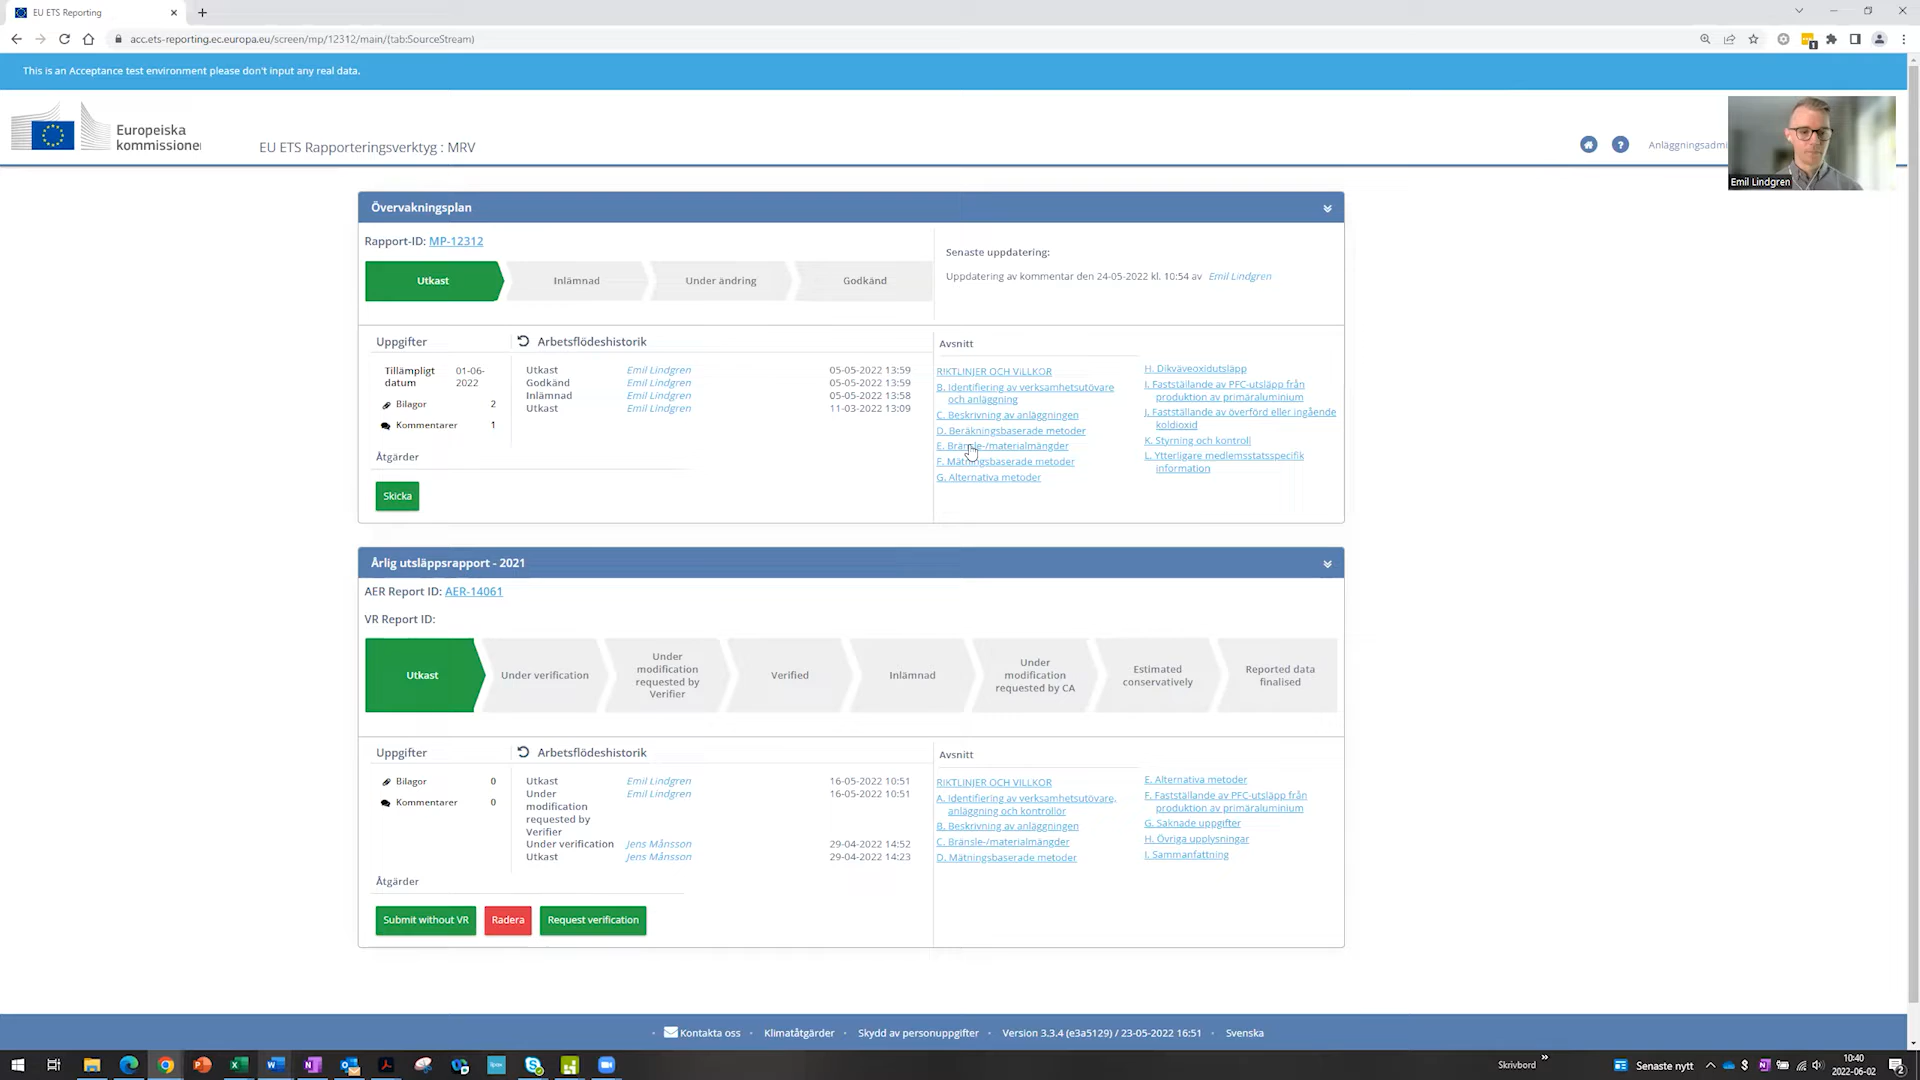 EU ETS Reporting
acc.ets-reporting.ec.europa.eu/screen/mp/12312/main/(tab:SourceStream)
This is an Acceptance test environment please don't input any real data.
Europeiska
kommissione
EU ETS Rapporteringsverktyg : MRV
Anläggningsadmi
Emil Lindgren
Övervakningsplan
Rapport-ID: MP-12312
Utkast
Inlämnad
Under ändring
Godkänd
Senaste uppdatering:
Uppdatering av kommentar den 24-05-2022 kl. 10:54 av Emil Lindgren
Uppgifter
Tillämpligt datum 01-06-2022
Bilagor 2
Kommentarer 1
Åtgärder
Skicka
Arbetsflödeshistorik
Utkast Emil Lindgren 05-05-2022 13:59
Godkänd Emil Lindgren 05-05-2022 13:59
Inlämnad Emil Lindgren 05-05-2022 13:58
Utkast Emil Lindgren 11-03-2022 13:09
Avsnitt
RIKTLINJER OCH VILLKOR
B. Identifiering av verksamhetsutövare
och anläggning
C. Beskrivning av anläggningen
D. Beräkningsbaserade metoder
E. Bränsle-/materialmängder
F. Mätningsbaserade metoder
G. Alternativa metoder
H. Dikväveoxidutsläpp
I. Fastställande av PFC-utsläpp från
produktion av primäraluminium
J. Fastställande av överförd eller ingående
koldioxid
K. Styrning och kontroll
L. Ytterligare medlemsstatsspecifik
information
Årlig utsläppsrapport - 2021
AER Report ID: AER-14061
VR Report ID:
Utkast
Under verification
Under
modification
requested by
Verifier
Verified
Inlämnad
Under
modification
requested by CA
Estimated
conservatively
Reported data
finalised
Uppgifter
Bilagor 0
Kommentarer 0
Åtgärder
Submit without VR
Radera
Request verification
Arbetsflödeshistorik
Utkast Emil Lindgren 16-05-2022 10:51
Under Emil Lindgren 16-05-2022 10:51
modification
requested by
Verifier
Under verification Jens Månsson 29-04-2022 14:52
Utkast Jens Månsson 29-04-2022 14:23
Avsnitt
RIKTLINJER OCH VILLKOR
A. Identifiering av verksamhetsutövare,
anläggning och kontrollör
B. Beskrivning av anläggningen
C. Bränsle-/materialmängder
D. Mätningsbaserade metoder
E. Alternativa metoder
F. Fastställande av PFC-utsläpp från
produktion av primäraluminium
G. Saknade uppgifter
H. Övriga upplysningar
I. Sammanfattning
Kontakta oss
Klimatåtgärder
Skydd av personuppgifter
Version 3.3.4 (e3a5129) / 23-05-2022 16:51
Svenska
Skrivbord
Senaste nytt
10:40
2022-06-02